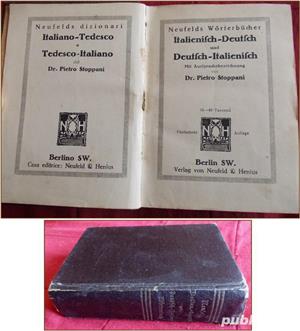 Neufelds dizionari
Italiano-Tedesco
e
Tedesco-Italiano
del
Dr. Pietro Stoppani
N H
Berlino SW.
Casa editrice: Neufeld & Henius
Neufelds Wörterbücher
Italienisch-Deutsch
und
Deutsch-Italienisch
Mit Aussprachebezeichnung
von
Dr. Pietro Stoppani
Auflage
N H
Berlin SW.
Verlag von Neufeld & Henius
publi